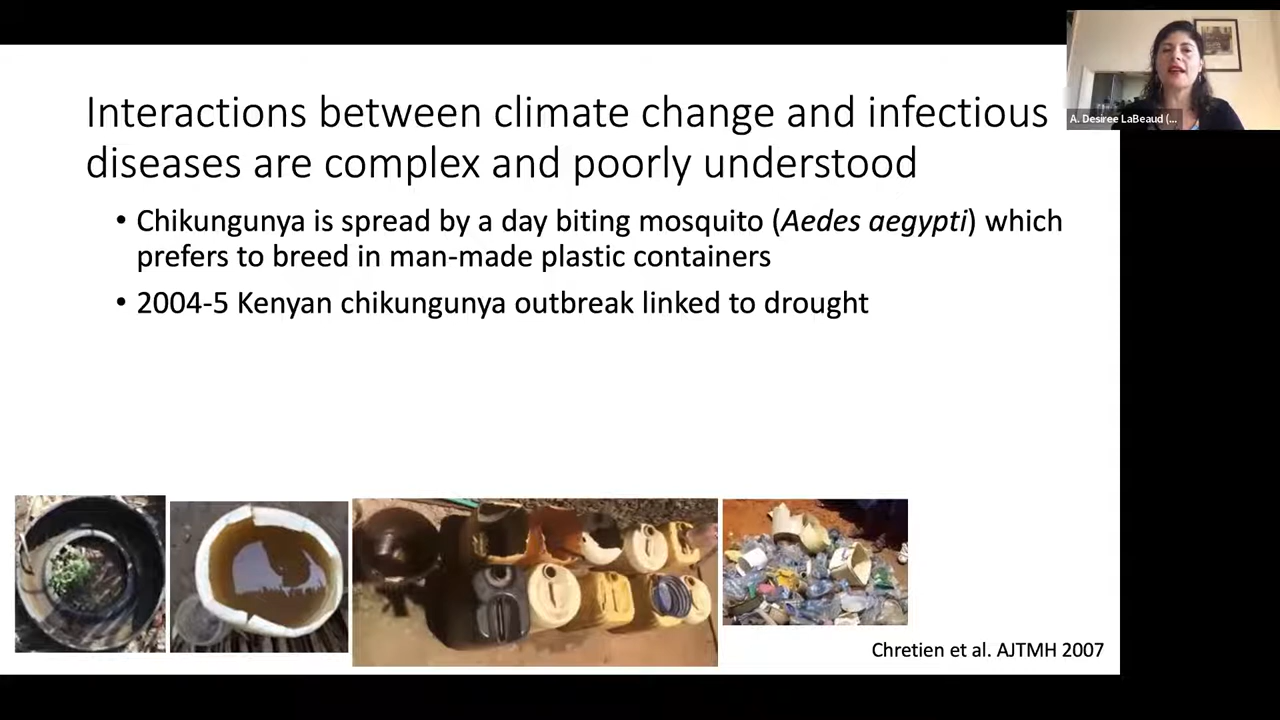 Interactions between climate change and infectious
diseases are complex and poorly understood
• Chikungunya is spread by a day biting mosquito (Aedes aegypti) which
prefers to breed in man-made plastic containers
• 2004-5 Kenyan chikungunya outbreak linked to drought
Chretien et al. AJTMH 2007
A. Desiree LaBeaud (...